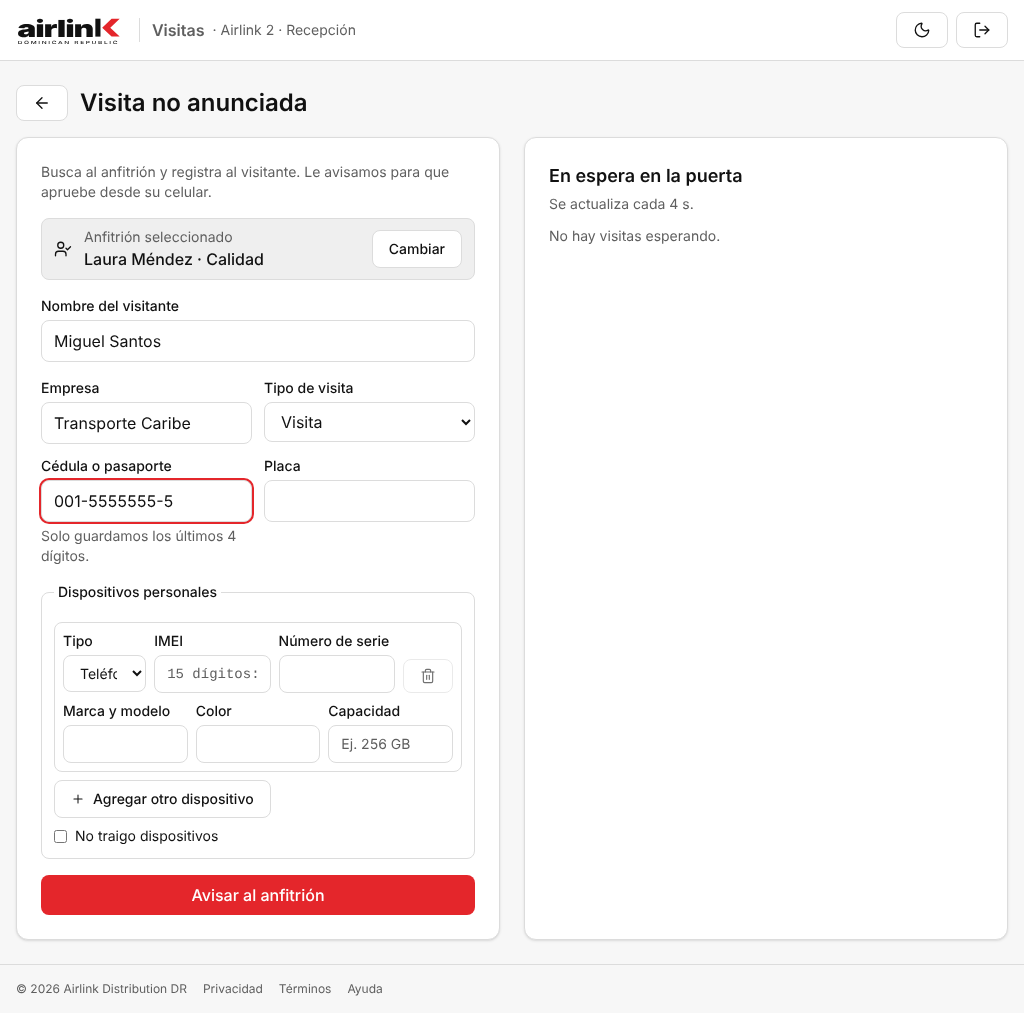 airlink
DOMINICAN REPUBLIC
Visitas · Airlink 2 · Recepción
Visita no anunciada
Busca al anfitrión y registra al visitante. Le avisamos para que
apruebe desde su celular.
Anfitrión seleccionado
Laura Méndez · Calidad
Cambiar
Nombre del visitante
Miguel Santos
Empresa
Tipo de visita
Transporte Caribe
Visita
Cédula o pasaporte
Placa
001-5555555-5
Solo guardamos los últimos 4
dígitos.
Dispositivos personales
Tipo
IMEI
Número de serie
Teléfc
15 dígitos:
Marca y modelo
Color
Capacidad
Ej. 256 GB
+ Agregar otro dispositivo
No traigo dispositivos
Avisar al anfitrión
En espera en la puerta
Se actualiza cada 4 s.
No hay visitas esperando.
© 2026 Airlink Distribution DR Privacidad Términos Ayuda